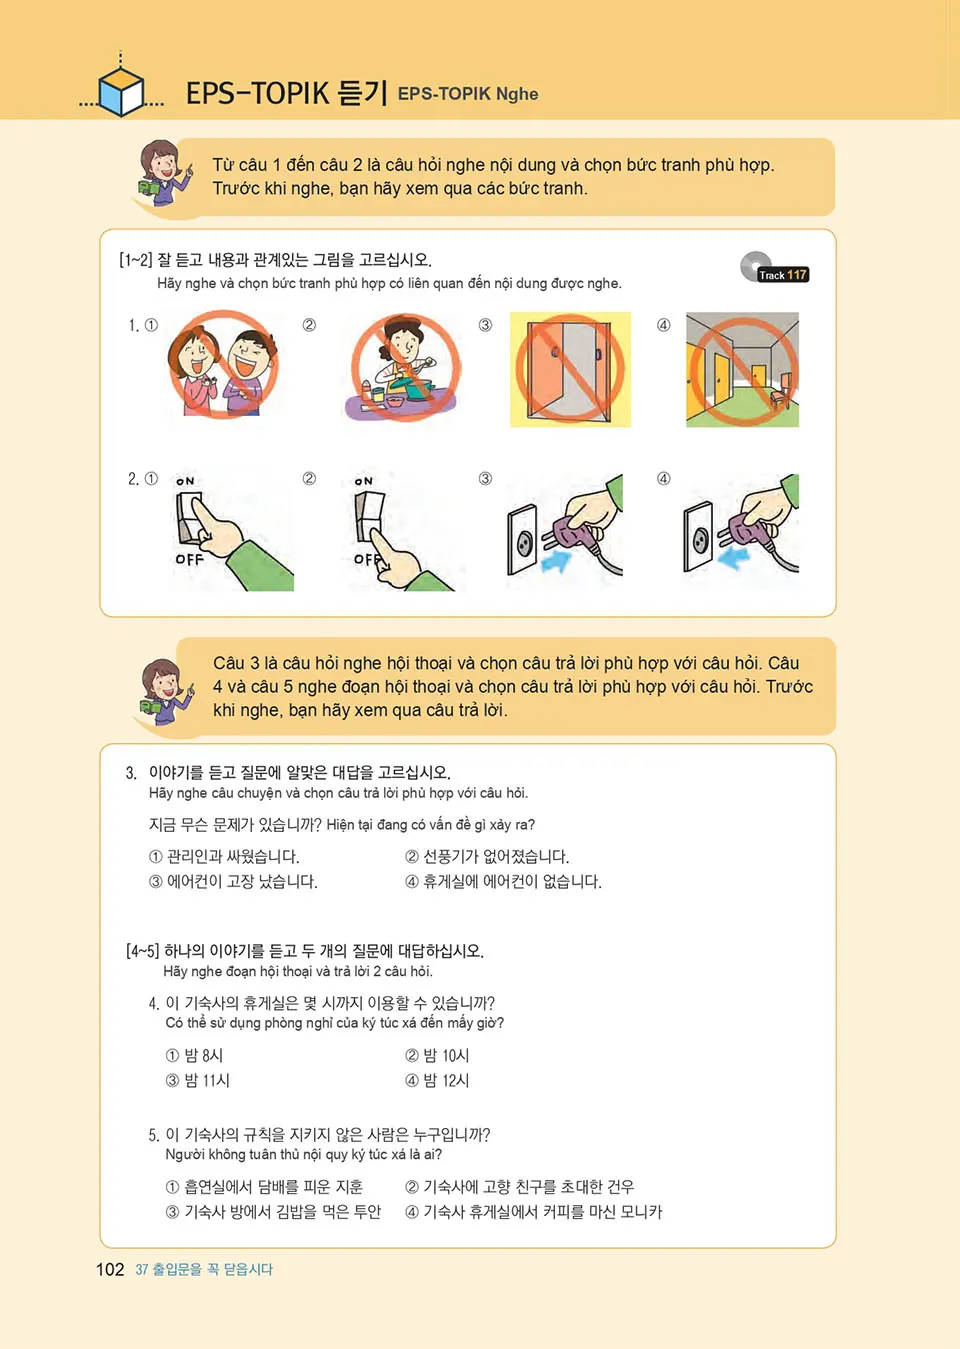 EPS-TOPIK 듣기 EPS-TOPIK Nghe
Từ câu 1 đến câu 2 là câu hỏi nghe nội dung và chọn bức tranh phù hợp.
Trước khi nghe, bạn hãy xem qua các bức tranh.
[1~2] 잘 듣고 내용과 관계있는 그림을 고르십시오.
Hãy nghe và chọn bức tranh phù hợp có liên quan đến nội dung được nghe.
Track 117
1. ① ② ③ ④
2. ① ② ③ ④
ON ON
OFF OFF
Câu 3 là câu hỏi nghe hội thoại và chọn câu trả lời phù hợp với câu hỏi. Câu
4 và câu 5 nghe đoạn hội thoại và chọn câu trả lời phù hợp với câu hỏi. Trước
khi nghe, bạn hãy xem qua câu trả lời.
3. 이야기를 듣고 질문에 알맞은 대답을 고르십시오.
Hãy nghe câu chuyện và chọn câu trả lời phù hợp với câu hỏi.
지금 무슨 문제가 있습니까? Hiện tại đang có vấn đề gì xảy ra?
① 관리인과 싸웠습니다. ② 선풍기가 없어졌습니다.
③ 에어컨이 고장 났습니다. ④ 휴게실에 에어컨이 없습니다.
[4~5] 하나의 이야기를 듣고 두 개의 질문에 대답하십시오.
Hãy nghe đoạn hội thoại và trả lời 2 câu hỏi.
4. 이 기숙사의 휴게실은 몇 시까지 이용할 수 있습니까?
Có thể sử dụng phòng nghỉ của ký túc xá đến mấy giờ?
① 밤 8시 ② 밤 10시
③ 밤 11시 ④ 밤 12시
5. 이 기숙사의 규칙을 지키지 않은 사람은 누구입니까?
Người không tuân thủ nội quy ký túc xá là ai?
① 흡연실에서 담배를 피운 지훈 ② 기숙사에 고향 친구를 초대한 건우
③ 기숙사 방에서 김밥을 먹은 투안 ④ 기숙사 휴게실에서 커피를 마신 모니카
102 37 출입문을 꼭 닫읍시다